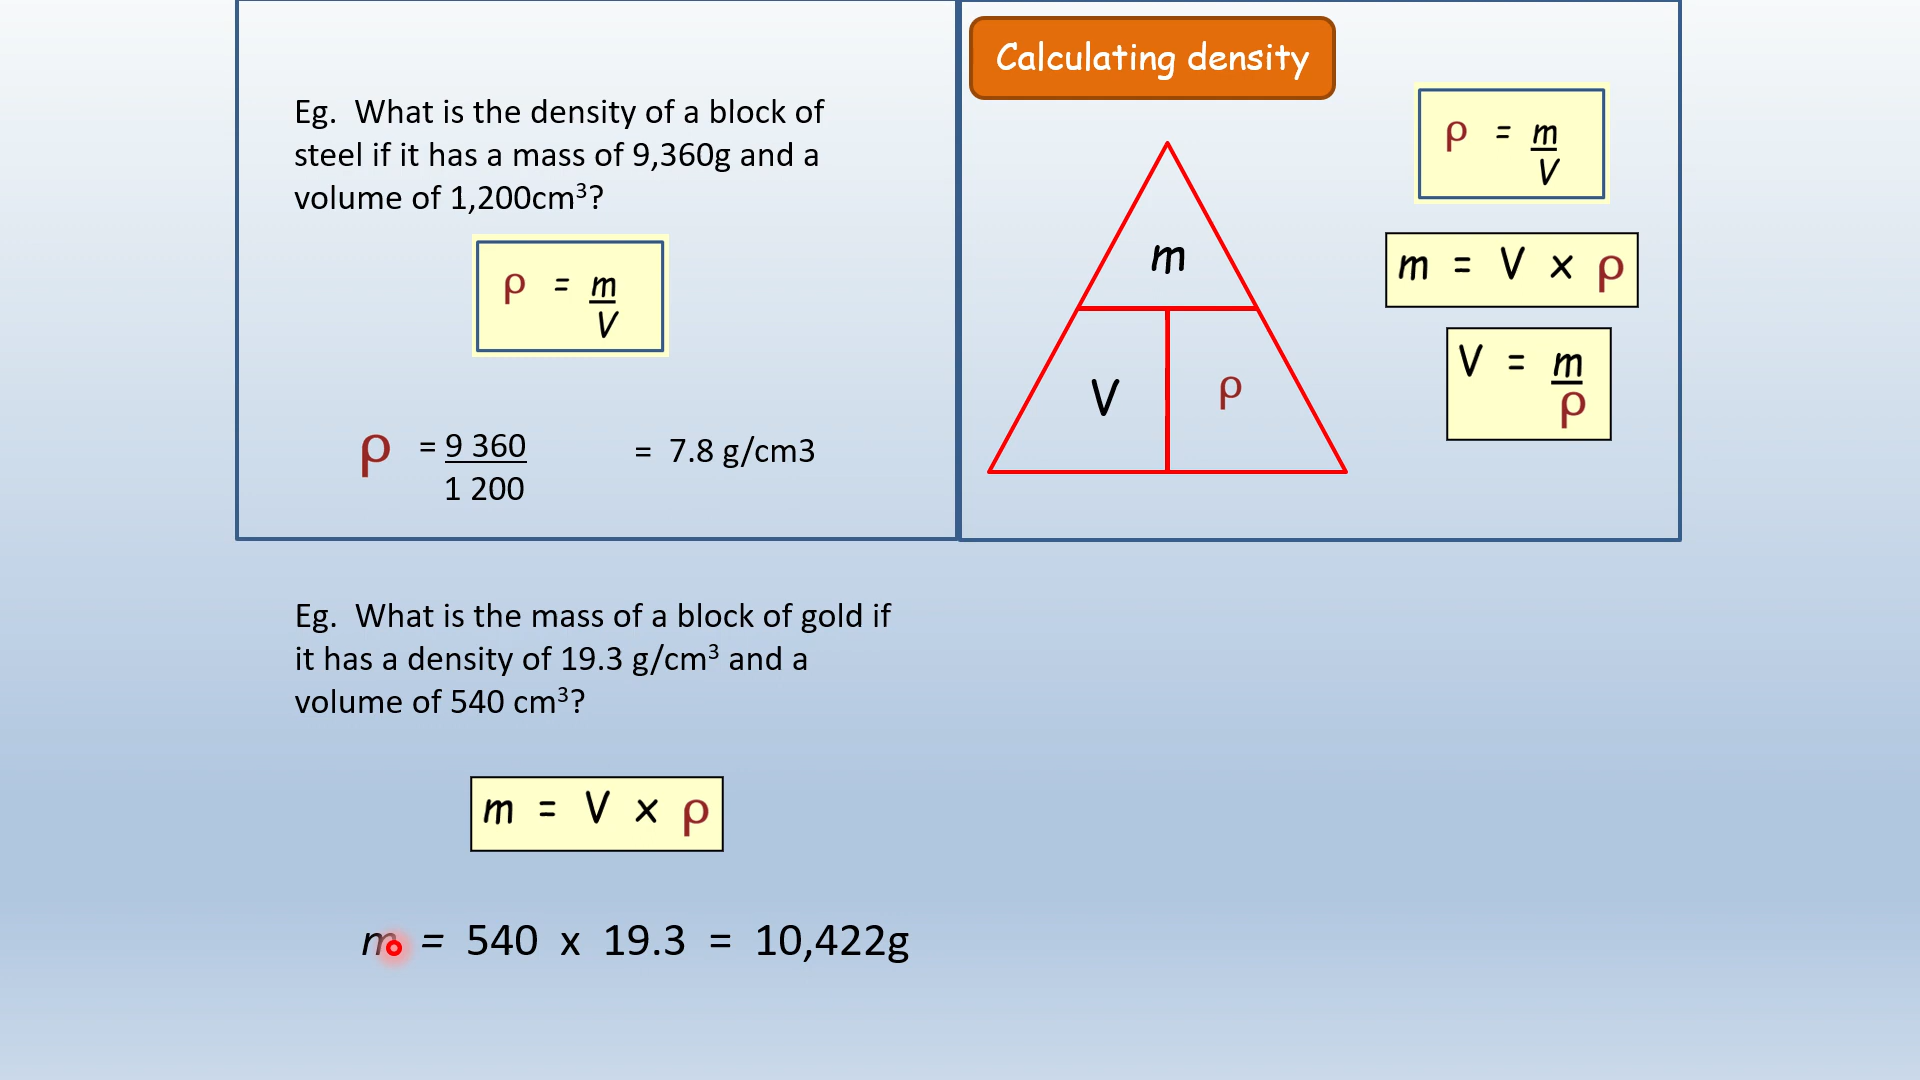 Eg.  What is the density of a block of
steel if it has a mass of 9,360g and a
volume of 1,200cm³?
ρ = m
V
ρ = 9 360 = 7.8 g/cm3
1 200
Calculating density
m
V ρ
ρ = m
V
m = V x ρ
V = m
ρ
Eg.  What is the mass of a block of gold if
it has a density of 19.3 g/cm³ and a
volume of 540 cm³?
m = V x ρ
m = 540 x 19.3 = 10,422g